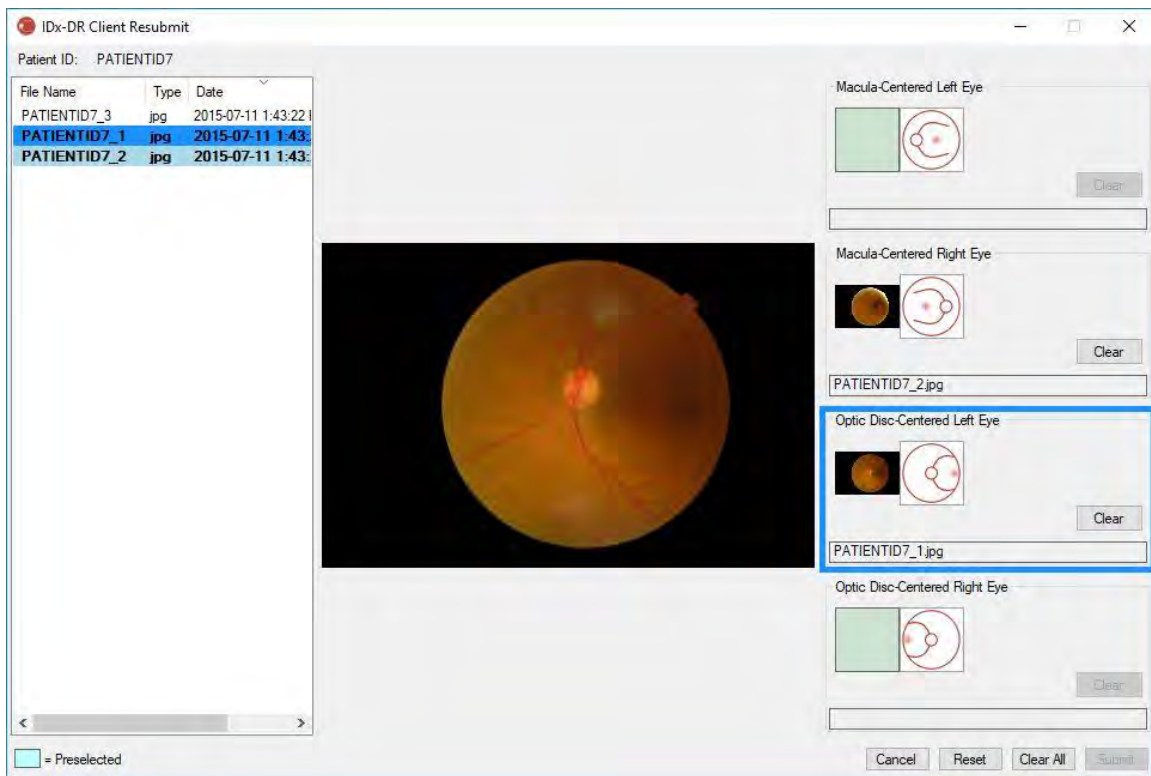 IDx-DR Client Resubmit
Patient ID: PATIENTID7
File Name Type Date
PATIENTID7_3 jpg 2015-07-11 1:43:22
PATIENTID7_1 jpg 2015-07-11 1:43:
PATIENTID7_2 jpg 2015-07-11 1:43:
= Preselected
Macula-Centered Left Eye
Clear
Macula-Centered Right Eye
Clear
PATIENTID7_2.jpg
Optic Disc-Centered Left Eye
Clear
PATIENTID7_1.jpg
Optic Disc-Centered Right Eye
Clear
Cancel Reset Clear All Submit